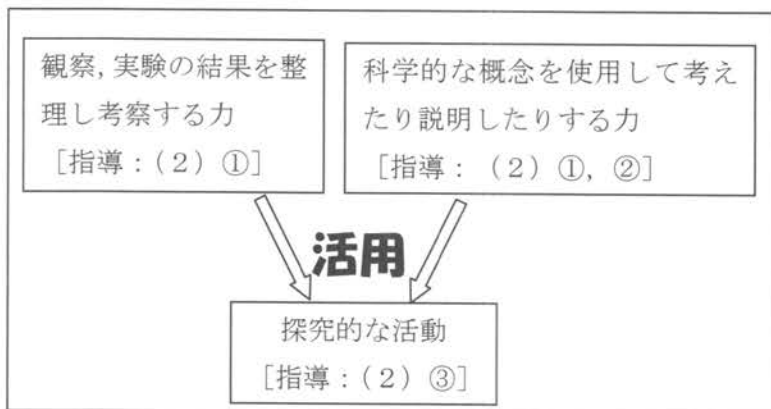 観察,実験の結果を整
理し考察する力
[指導:(2)①]
科学的な概念を使用して考え
たり説明したりする力
[指導:(2)①,②]
活用
探究的な活動
[指導:(2)③]